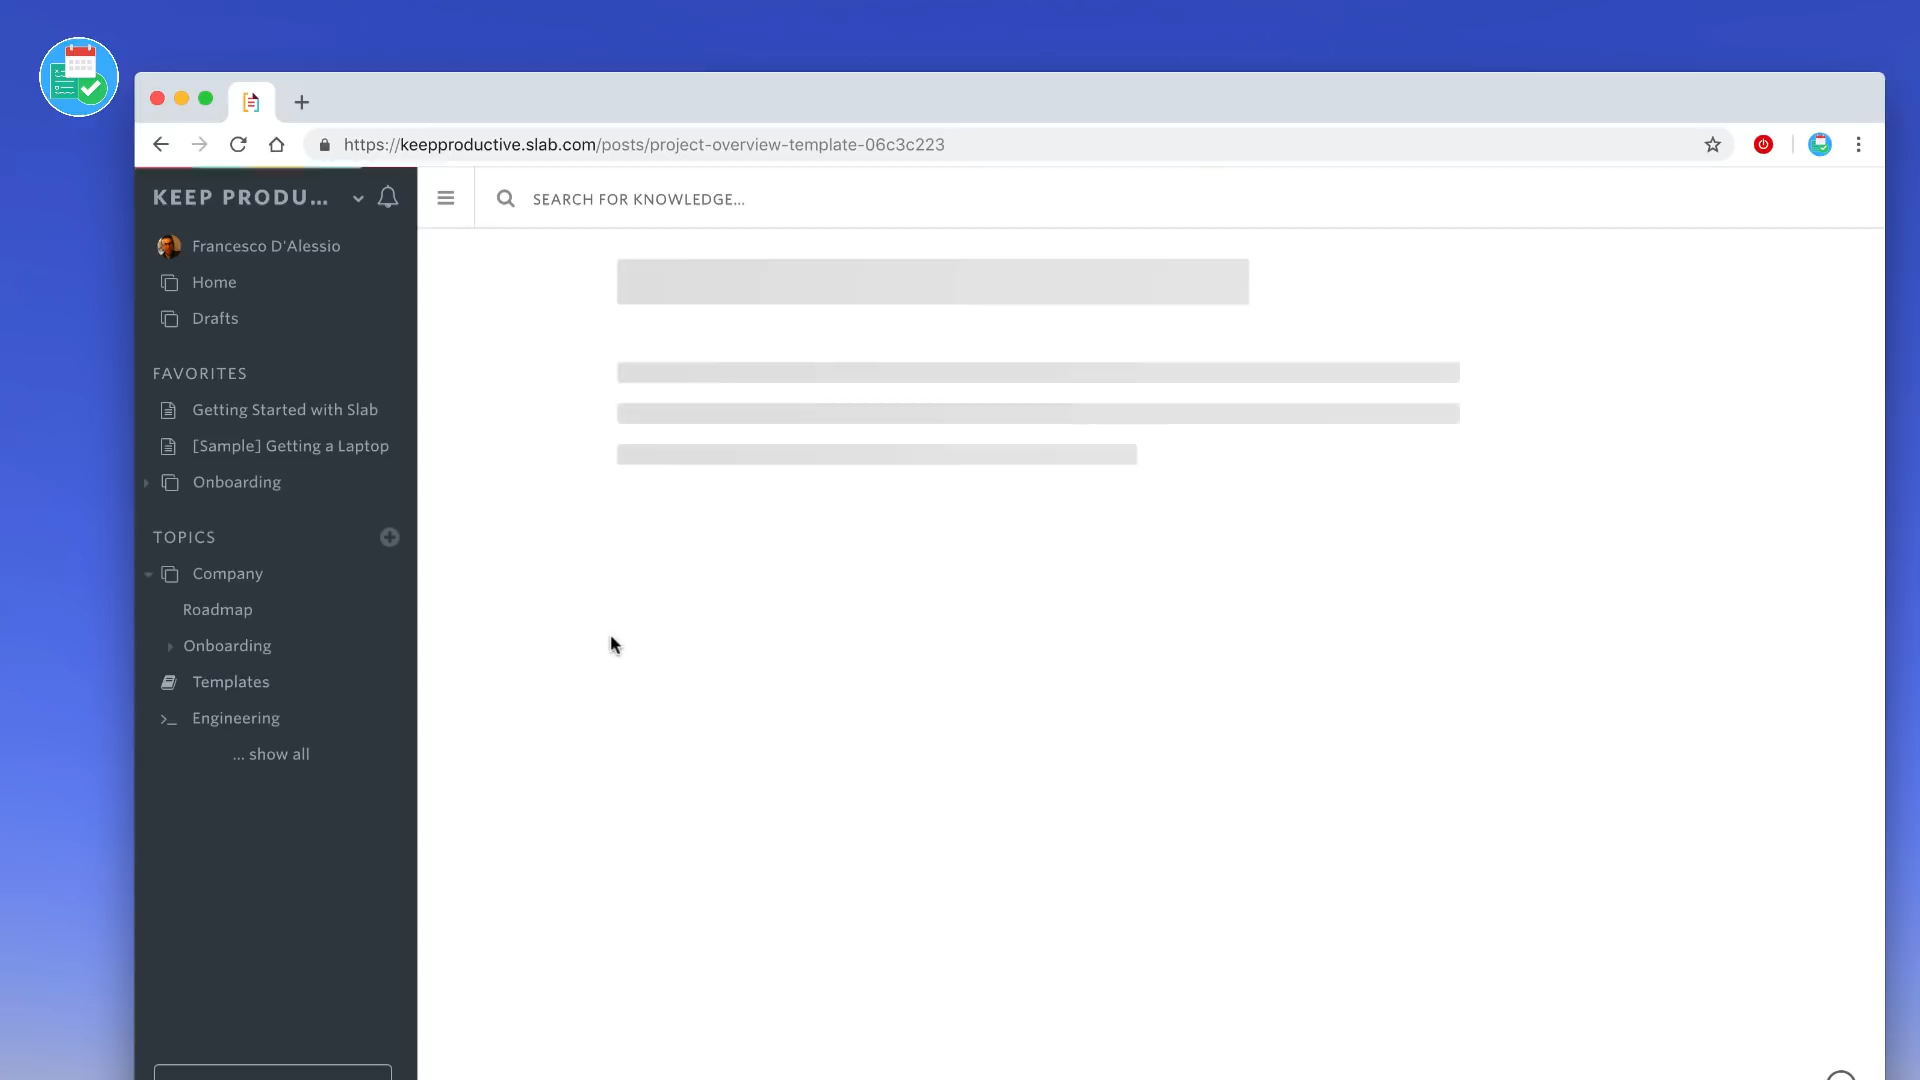 https://keepproductive.slab.com/posts/project-overview-template-06c3c223
KEEP PRODU...
SEARCH FOR KNOWLEDGE...
Francesco D'Alessio
Home
Drafts
FAVORITES
Getting Started with Slab
[Sample] Getting a Laptop
Onboarding
TOPICS
Company
Roadmap
Onboarding
Templates
Engineering
... show all